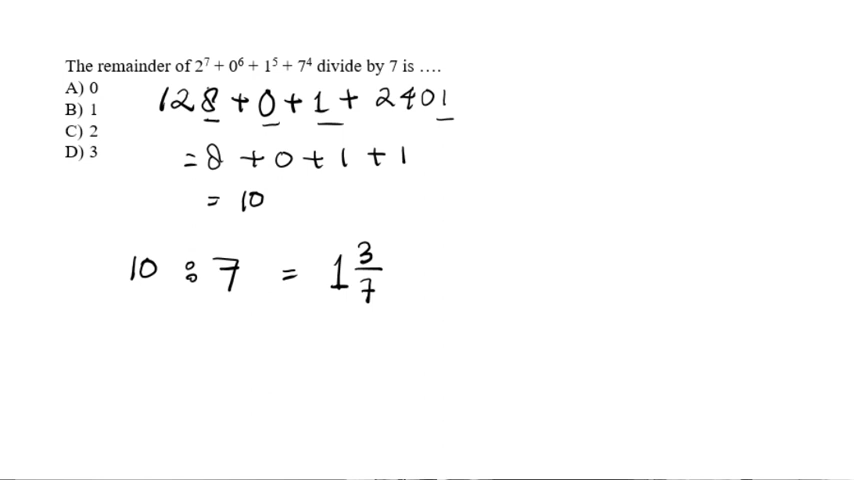 The remainder of 2⁷ + 0⁶ + 1⁵ + 7⁴ divide by 7 is ....
A) 0
B) 1
C) 2
D) 3
128 + 0 + 1 + 2401
= 8 + 0 + 1 + 1
= 10
10 : 7 = 1 3/7